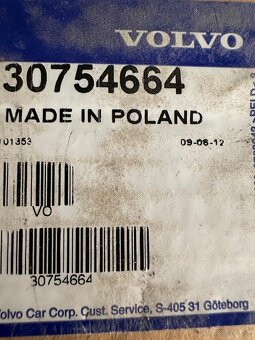 VOLVO
30754664
MADE IN POLAND
01353 09-06-12
VO
30754664
Volvo Car Corp. Cust. Service, S-405 31 Göteborg